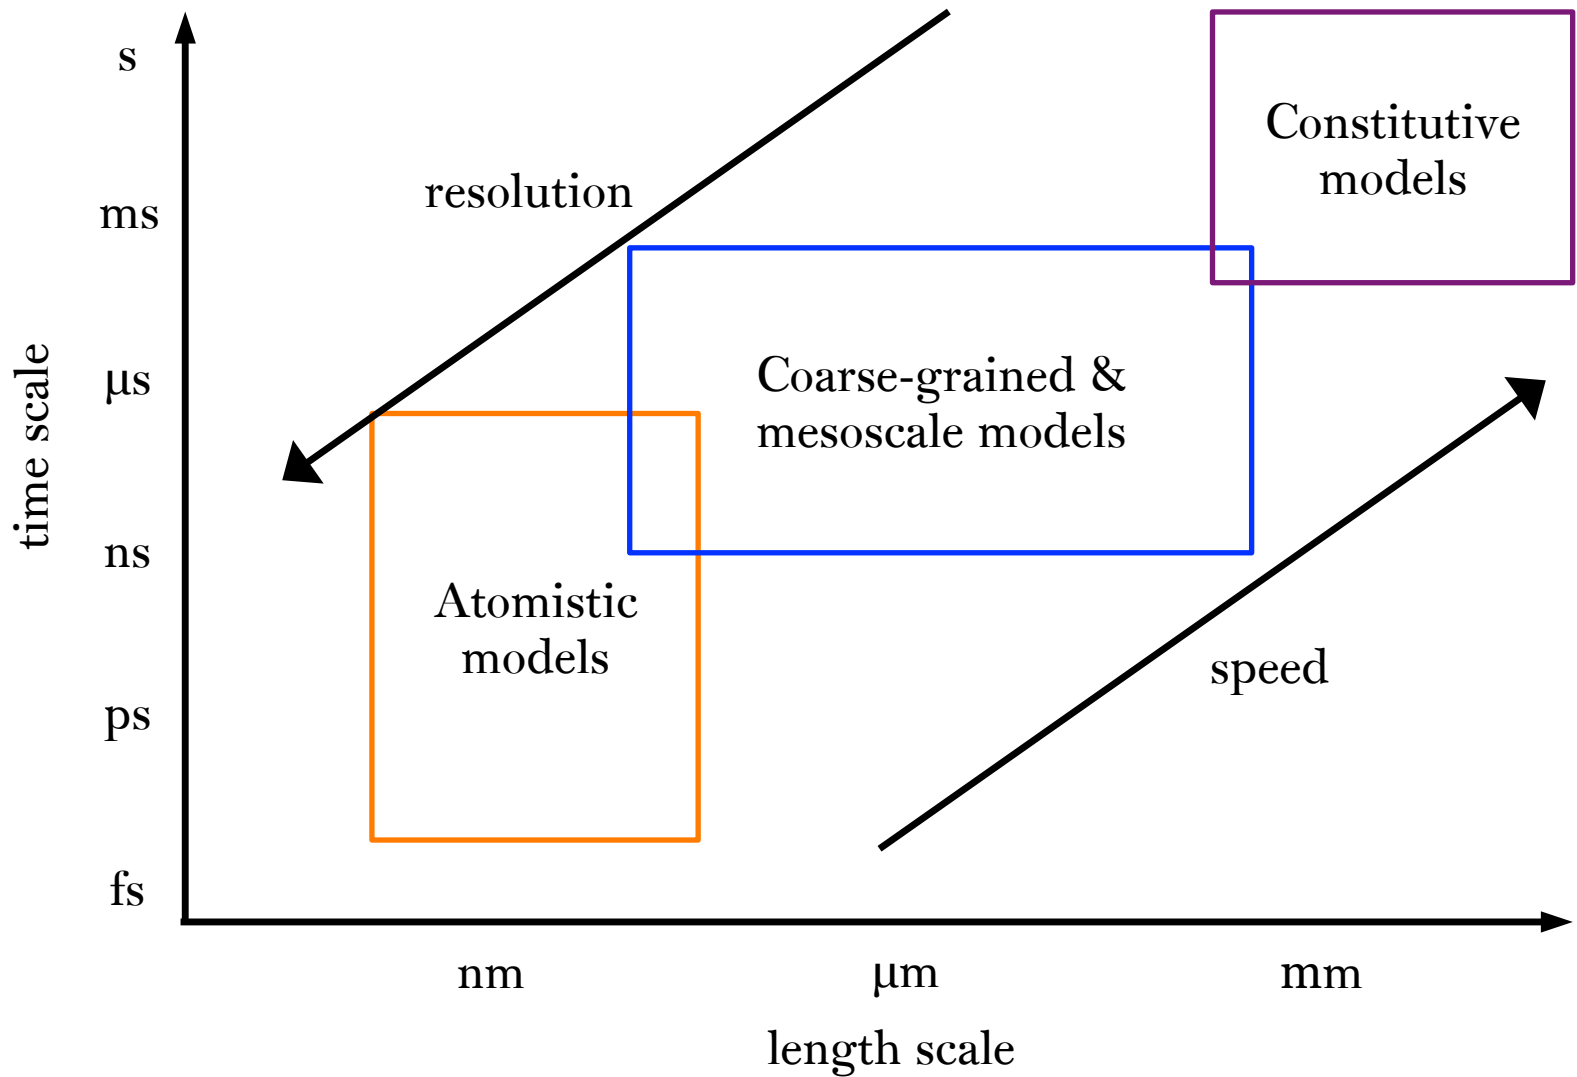 s
ms
μs
ns
ps
fs
time scale
resolution
Constitutive
models
Coarse-grained &
mesoscale models
Atomistic
models
speed
nm
μm
mm
length scale